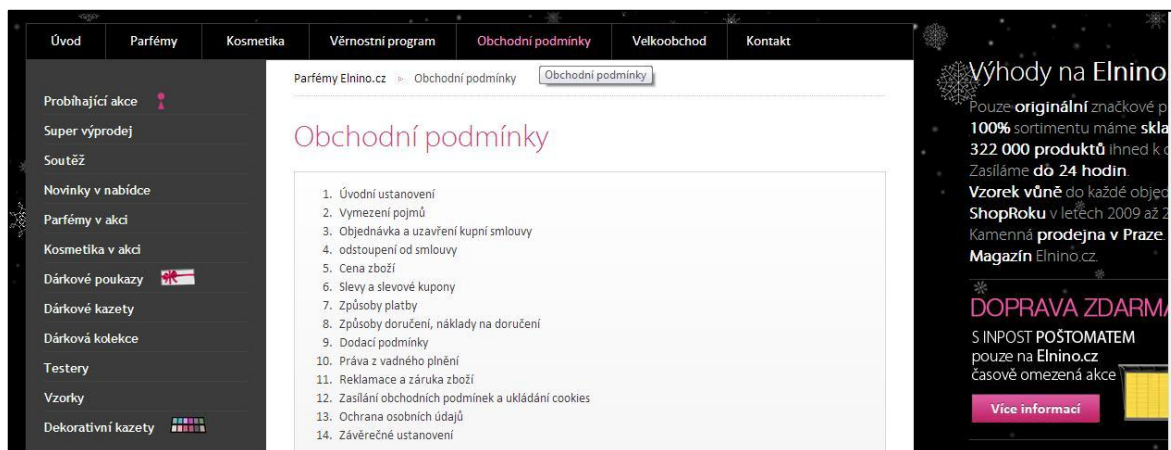 Úvod Parfémy Kosmetika Věrnostní program Obchodní podmínky Velkoobchod Kontakt
Parfémy Elnino.cz » Obchodní podmínky
Obchodní podmínky
Probíhající akce
Super výprodej
Soutěž
Novinky v nabídce
Parfémy v akci
Kosmetika v akci
Dárkové poukazy
Dárkové kazety
Dárková kolekce
Testery
Vzorky
Dekorativní kazety
Obchodní podmínky
1. Úvodní ustanovení
2. Vymezení pojmů
3. Objednávka a uzavření kupní smlouvy
4. odstoupení od smlouvy
5. Cena zboží
6. Slevy a slevové kupony
7. Způsoby platby
8. Způsoby doručení, náklady na doručení
9. Dodací podmínky
10. Práva z vadného plnění
11. Reklamace a záruka zboží
12. Zasílání obchodních podmínek a ukládání cookies
13. Ochrana osobních údajů
14. Závěrečné ustanovení
Výhody na Elnino
Pouze originální značkové p
100% sortimentu máme skla
322 000 produktů ihned k
Zasíláme do 24 hodin.
Vzorek vůně do každé objed
ShopRoku v letech 2009 až 2
Kamenná prodejna v Praze.
Magazín Elnino.cz.
DOPRAVA ZDARMA
S INPOST POŠTOMATEM
pouze na Elnino.cz
časově omezená akce
Více informací